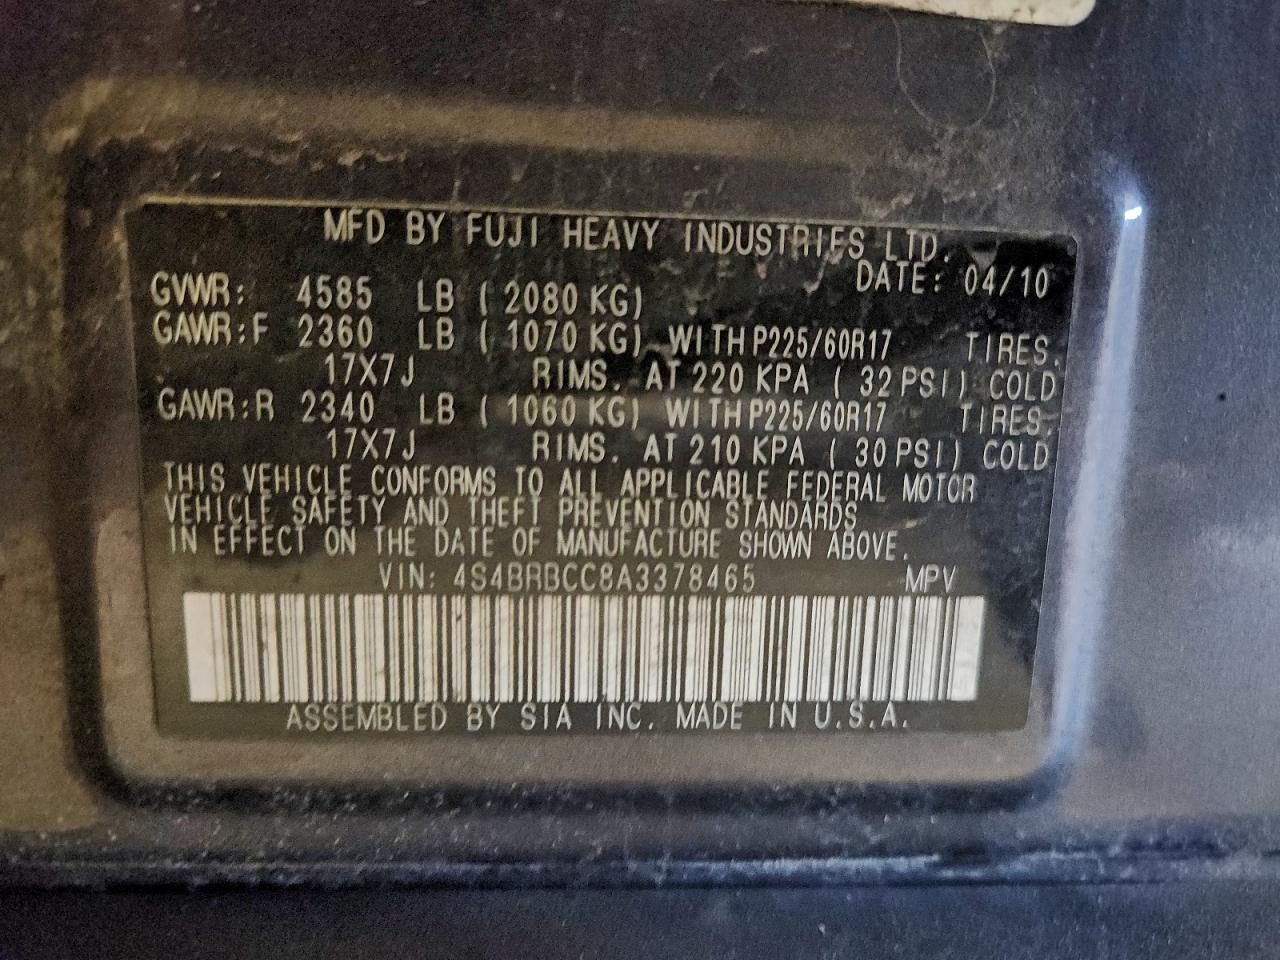 MFD BY FUJI HEAVY INDUSTRIES LTD.
DATE: 04/10
GVWR: 4585 LB ( 2080 KG)
GAWR:F 2360 LB ( 1070 KG) WITH P225/60R17 TIRES.
17X7J RIMS. AT 220 KPA ( 32 PSI) COLD
GAWR:R 2340 LB ( 1060 KG) WITH P225/60R17 TIRES.
17X7J RIMS. AT 210 KPA ( 30 PSI) COLD
THIS VEHICLE CONFORMS TO ALL APPLICABLE FEDERAL MOTOR
VEHICLE SAFETY AND THEFT PREVENTION STANDARDS
IN EFFECT ON THE DATE OF MANUFACTURE SHOWN ABOVE.
VIN: 4S4BRBCC8A3378465 MPV
ASSEMBLED BY SIA INC. MADE IN U.S.A.